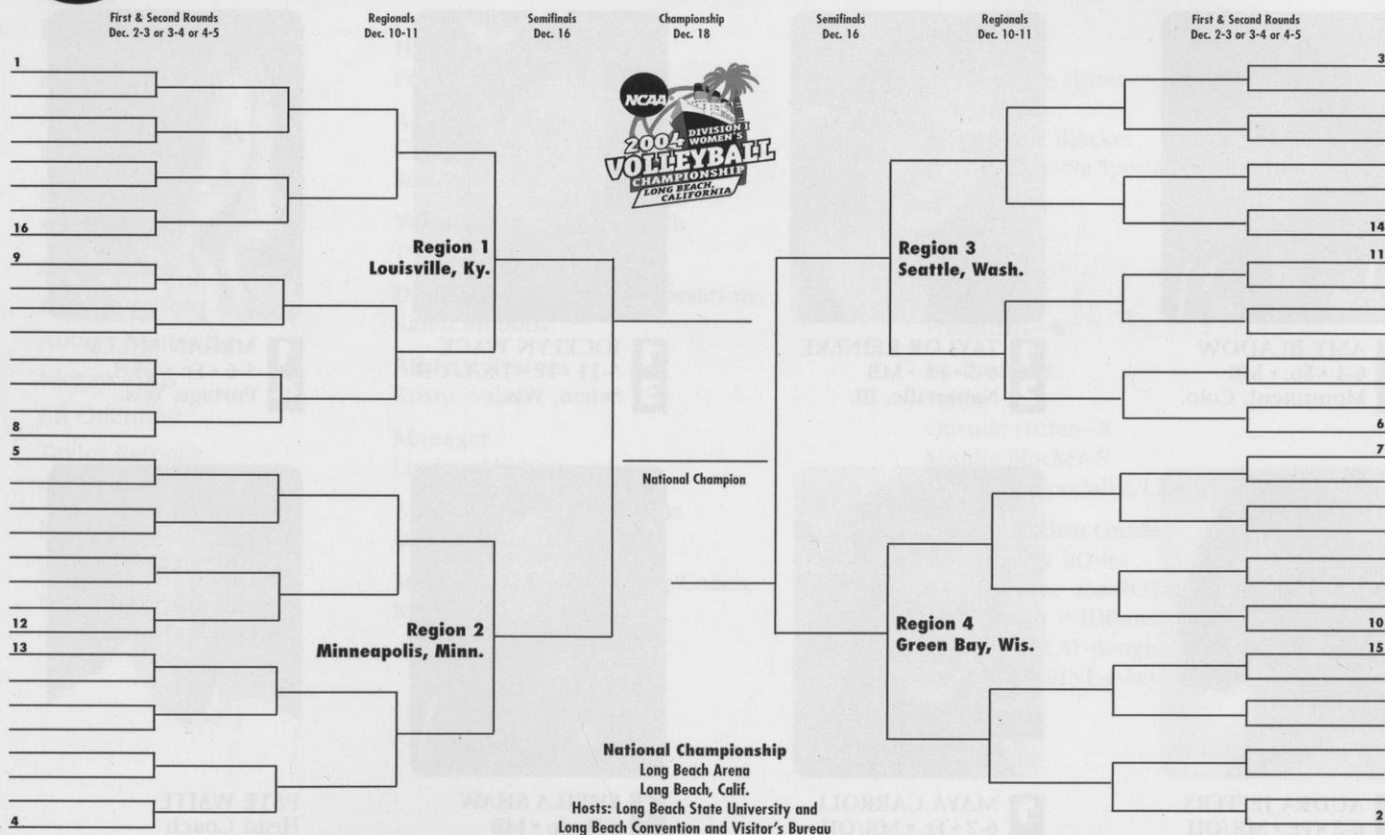 First & Second Rounds
Dec. 2-3 or 3-4 or 4-5
Regionals
Dec. 10-11
Semifinals
Dec. 16
Championship
Dec. 18
Semifinals
Dec. 16
Regionals
Dec. 10-11
First & Second Rounds
Dec. 2-3 or 3-4 or 4-5
NCAA
2004 DIVISION I
WOMEN'S
VOLLEYBALL
CHAMPIONSHIP
LONG BEACH,
CALIFORNIA
1
16
9
8
5
12
13
4
Region 1
Louisville, Ky.
Region 2
Minneapolis, Minn.
National Champion
Region 3
Seattle, Wash.
Region 4
Green Bay, Wis.
3
14
11
6
7
10
15
2
National Championship
Long Beach Arena
Long Beach, Calif.
Hosts: Long Beach State University and
Long Beach Convention and Visitor's Bureau